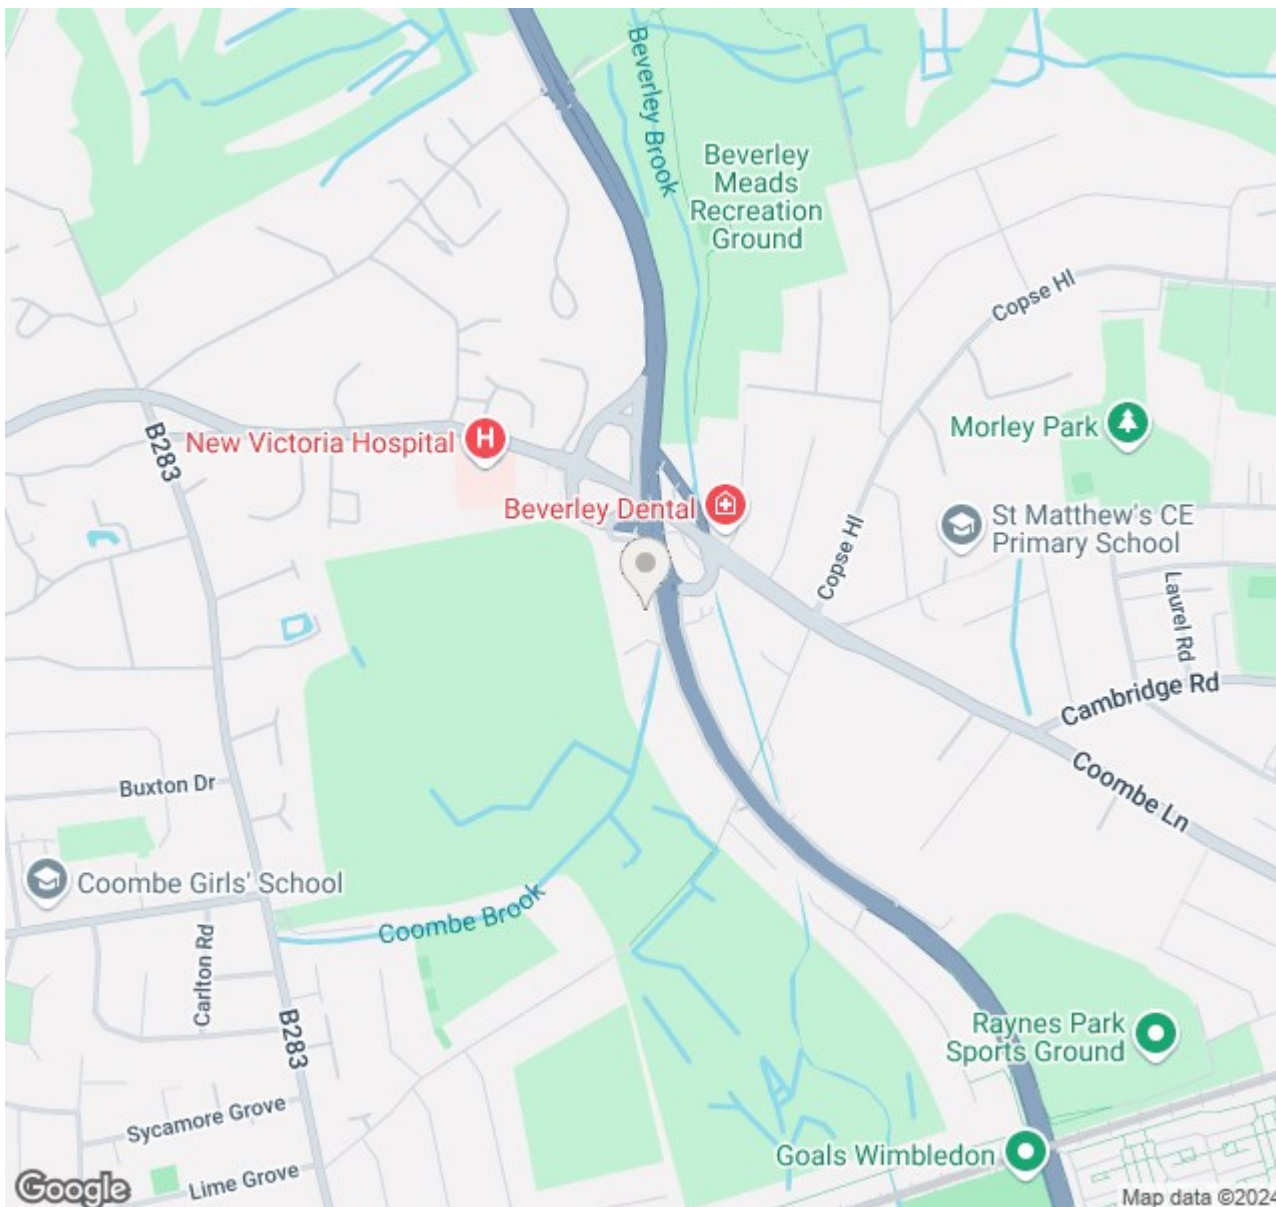 Beverley Brook
Beverley
Meads
Recreation
Ground
Copse Hl
Morley Park
B283
New Victoria Hospital
H
Beverley Dental
St Matthew's CE
Primary School
Copse Hl
Laurel Rd
Cambridge Rd
Coombe Ln
Buxton Dr
Coombe Girls' School
Coombe Brook
Carlton Rd
B283
Raynes Park
Sports Ground
Sycamore Grove
Goals Wimbledon
Lime Grove
Google
Map data ©2024